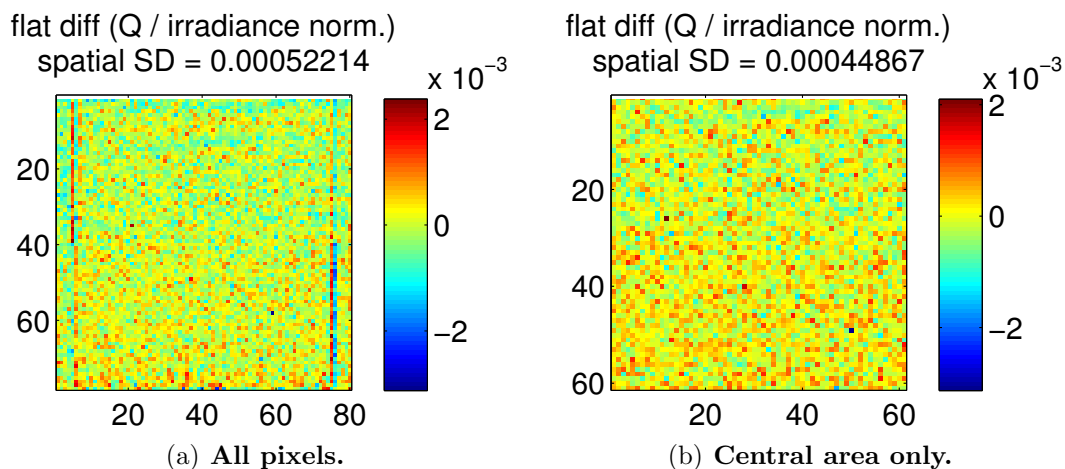 flat diff (Q / irradiance norm.)
spatial SD = 0.00052214
x 10⁻³
2
0
−2
20
40
60
20 40 60 80
(a) All pixels.
flat diff (Q / irradiance norm.)
spatial SD = 0.00044867
x 10⁻³
2
0
−2
20
40
60
20 40 60
(b) Central area only.